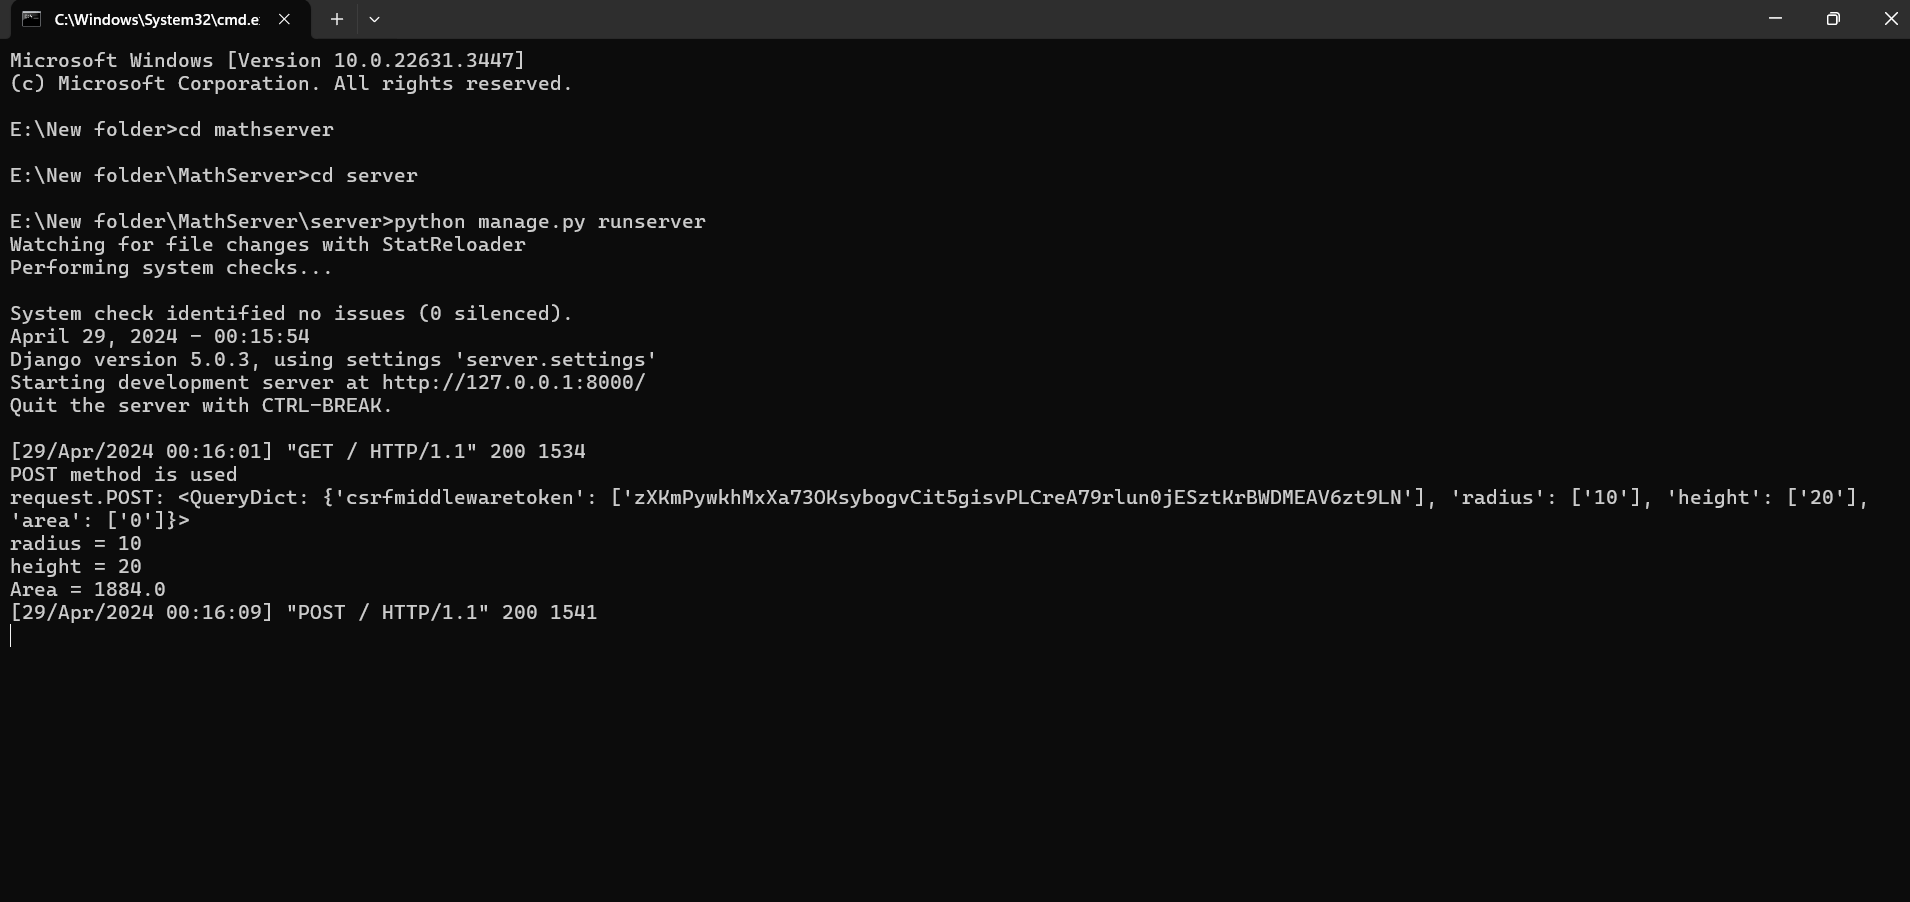 C:\Windows\System32\cmd.e
Microsoft Windows [Version 10.0.22631.3447]
(c) Microsoft Corporation. All rights reserved.
E:\New folder>cd mathserver
E:\New folder\MathServer>cd server
E:\New folder\MathServer\server>python manage.py runserver
Watching for file changes with StatReloader
Performing system checks...
System check identified no issues (0 silenced).
April 29, 2024 - 00:15:54
Django version 5.0.3, using settings 'server.settings'
Starting development server at http://127.0.0.1:8000/
Quit the server with CTRL-BREAK.
[29/Apr/2024 00:16:01] "GET / HTTP/1.1" 200 1534
POST method is used
request.POST: <QueryDict: {'csrfmiddlewaretoken': ['zXKmPywkhMxXa73OKsybogvCit5gisvPLCreA79rlun0jESztKrBWDMEAV6zt9LN'], 'radius': ['10'], 'height': ['20'],
'area': ['0']}>
radius = 10
height = 20
Area = 1884.0
[29/Apr/2024 00:16:09] "POST / HTTP/1.1" 200 1541